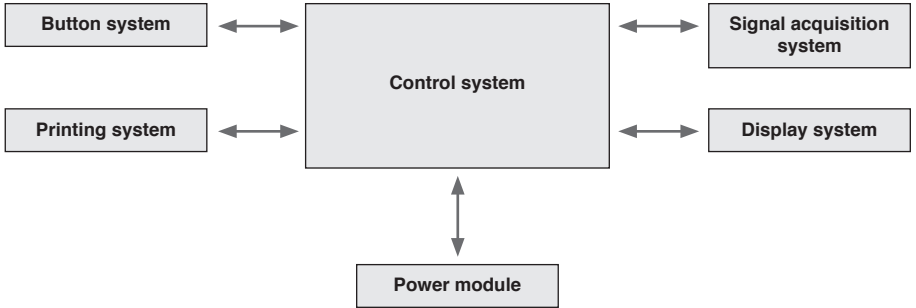 Button system
Signal acquisition
system
Control system
Printing system
Display system
Power module